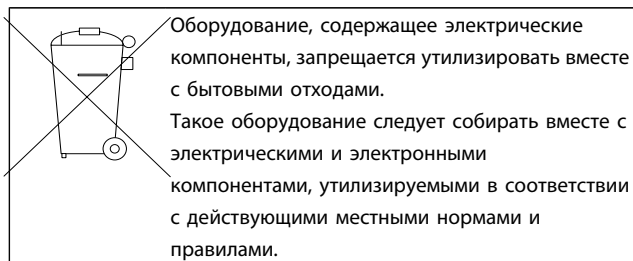 Оборудование, содержащее электрические
компоненты, запрещается утилизировать вместе
с бытовыми отходами.
Такое оборудование следует собирать вместе с
электрическими и электронными
компонентами, утилизируемыми в соответствии
с действующими местными нормами и
правилами.